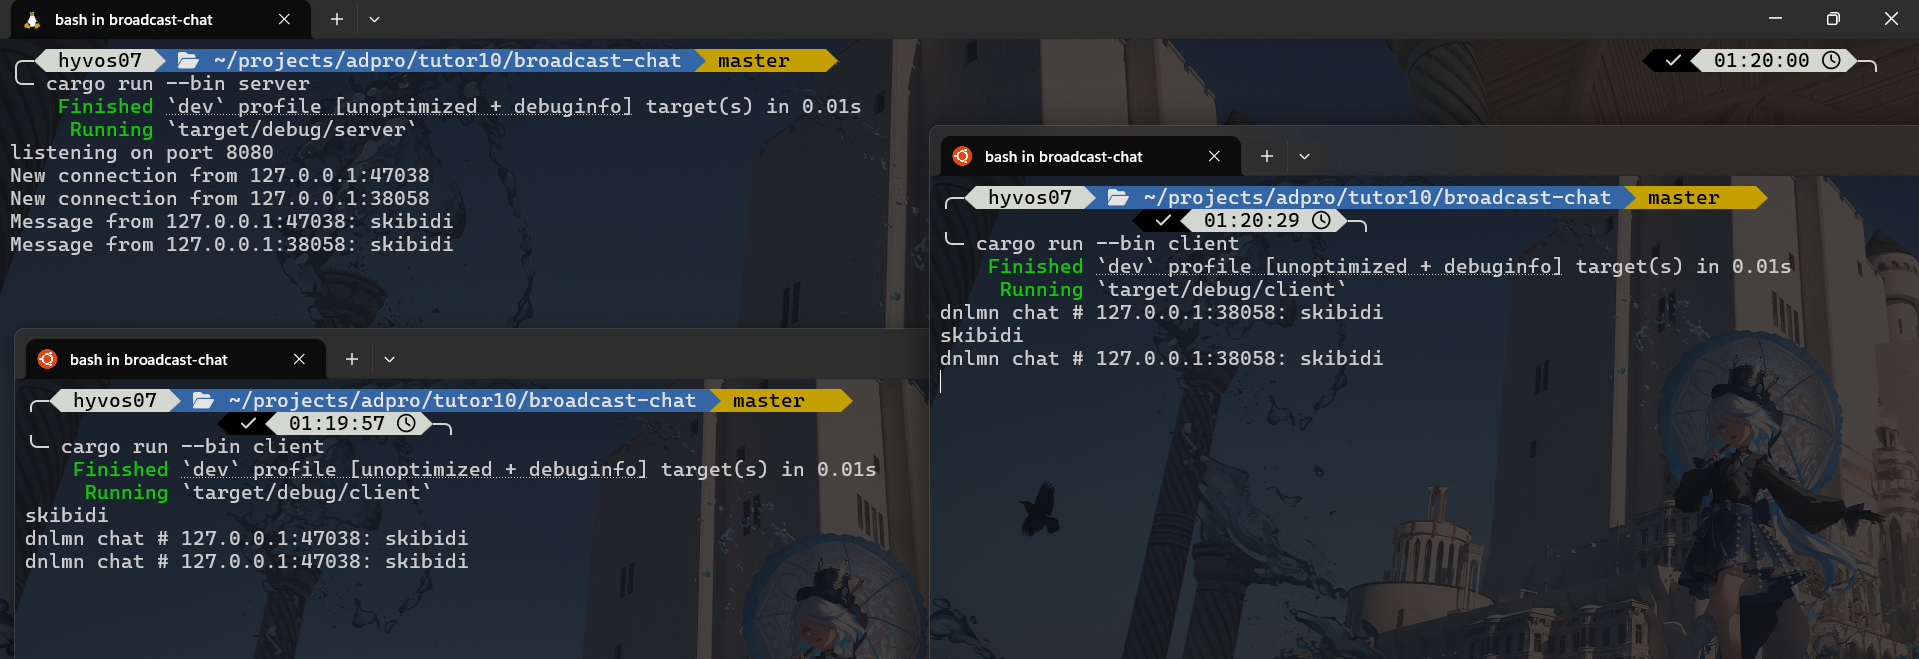 bash in broadcast-chat
hyvos07 ~/projects/adpro/tutor10/broadcast-chat master 01:20:00
cargo run --bin server
Finished `dev` profile [unoptimized + debuginfo] target(s) in 0.01s
Running `target/debug/server`
listening on port 8080
New connection from 127.0.0.1:47038
New connection from 127.0.0.1:38058
Message from 127.0.0.1:47038: skibidi
Message from 127.0.0.1:38058: skibidi
bash in broadcast-chat
hyvos07 ~/projects/adpro/tutor10/broadcast-chat master
01:19:57
cargo run --bin client
Finished `dev` profile [unoptimized + debuginfo] target(s) in 0.01s
Running `target/debug/client`
skibidi
dnlmn chat # 127.0.0.1:47038: skibidi
dnlmn chat # 127.0.0.1:47038: skibidi
bash in broadcast-chat
hyvos07 ~/projects/adpro/tutor10/broadcast-chat master
01:20:29
cargo run --bin client
Finished `dev` profile [unoptimized + debuginfo] target(s) in 0.01s
Running `target/debug/client`
dnlmn chat # 127.0.0.1:38058: skibidi
skibidi
dnlmn chat # 127.0.0.1:38058: skibidi